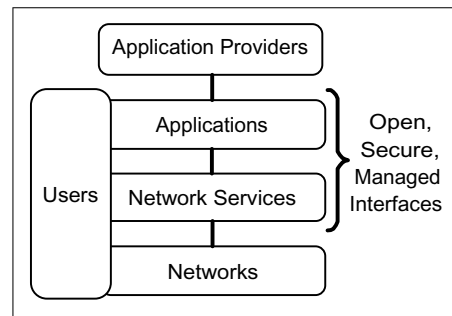 Application Providers
Applications
Users
Network Services
Networks
Open,
Secure,
Managed
Interfaces